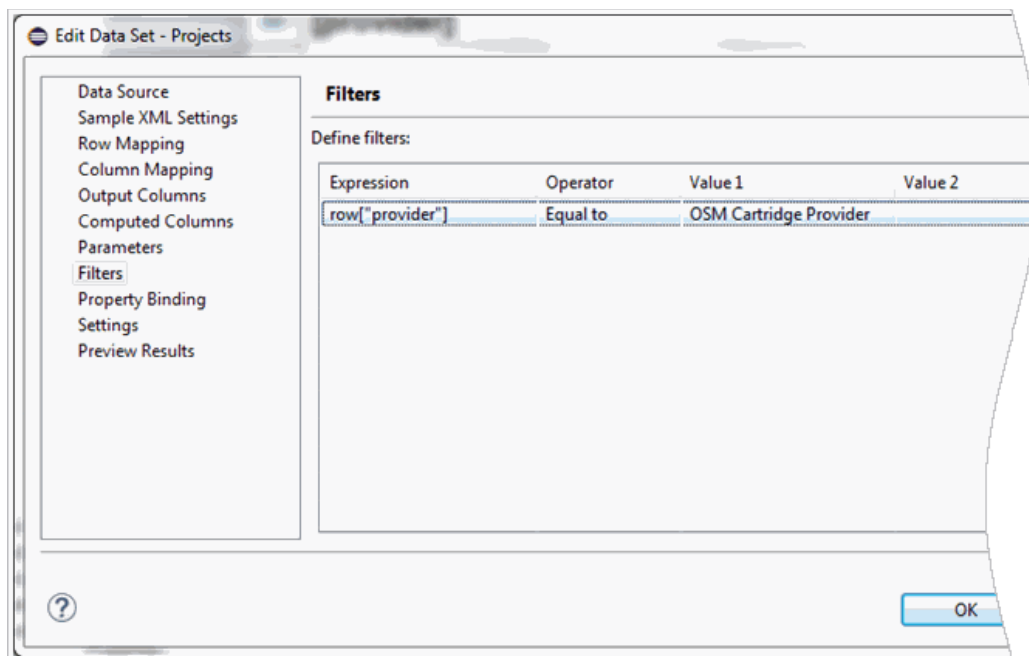 Edit Data Set - Projects
Data Source
Sample XML Settings
Row Mapping
Column Mapping
Output Columns
Computed Columns
Parameters
Filters
Property Binding
Settings
Preview Results
Filters
Define filters:
Expression Operator Value 1 Value 2
row["provider"] Equal to OSM Cartridge Provider
?
OK